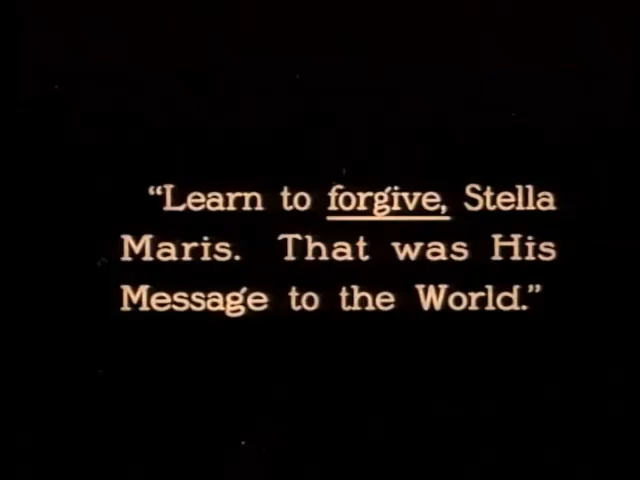 “Learn to forgive, Stella
Maris. That was His
Message to the World.”